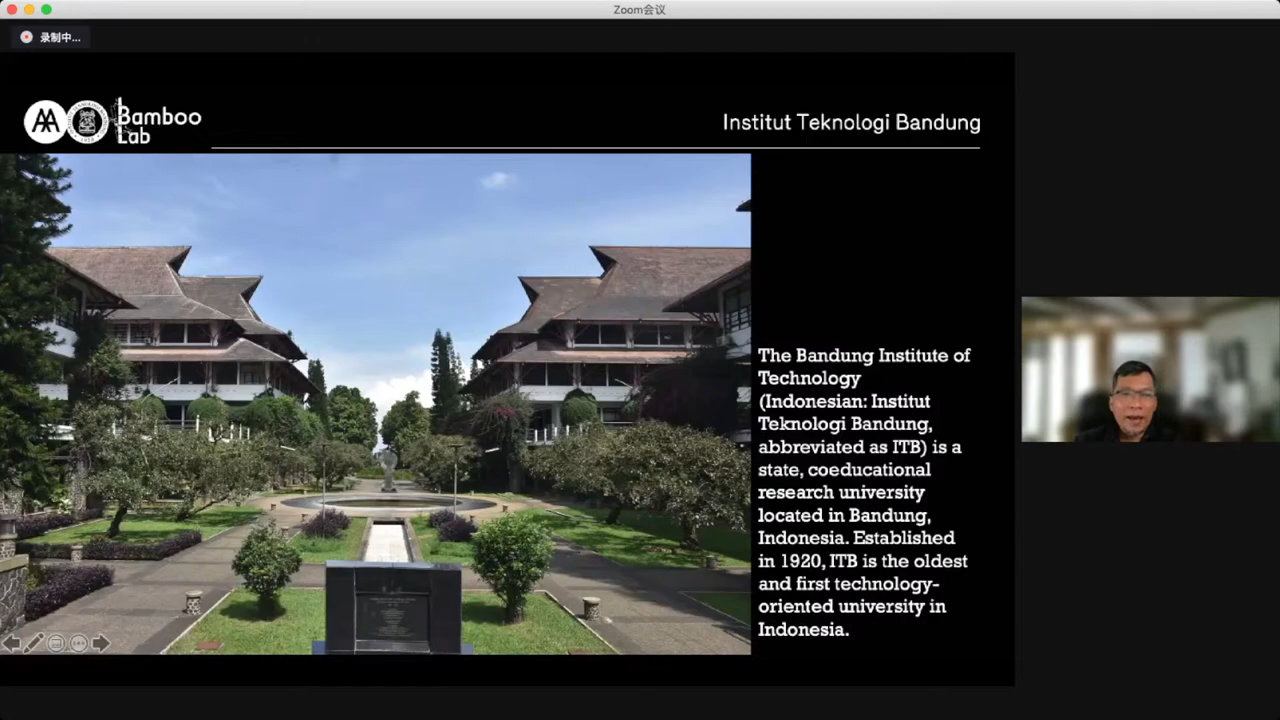 Zoom会议
录制中...
AA
Bamboo
Lab
Institut Teknologi Bandung
The Bandung Institute of
Technology
(Indonesian: Institut
Teknologi Bandung,
abbreviated as ITB) is a
state, coeducational
research university
located in Bandung,
Indonesia. Established
in 1920, ITB is the oldest
and first technology-
oriented university in
Indonesia.